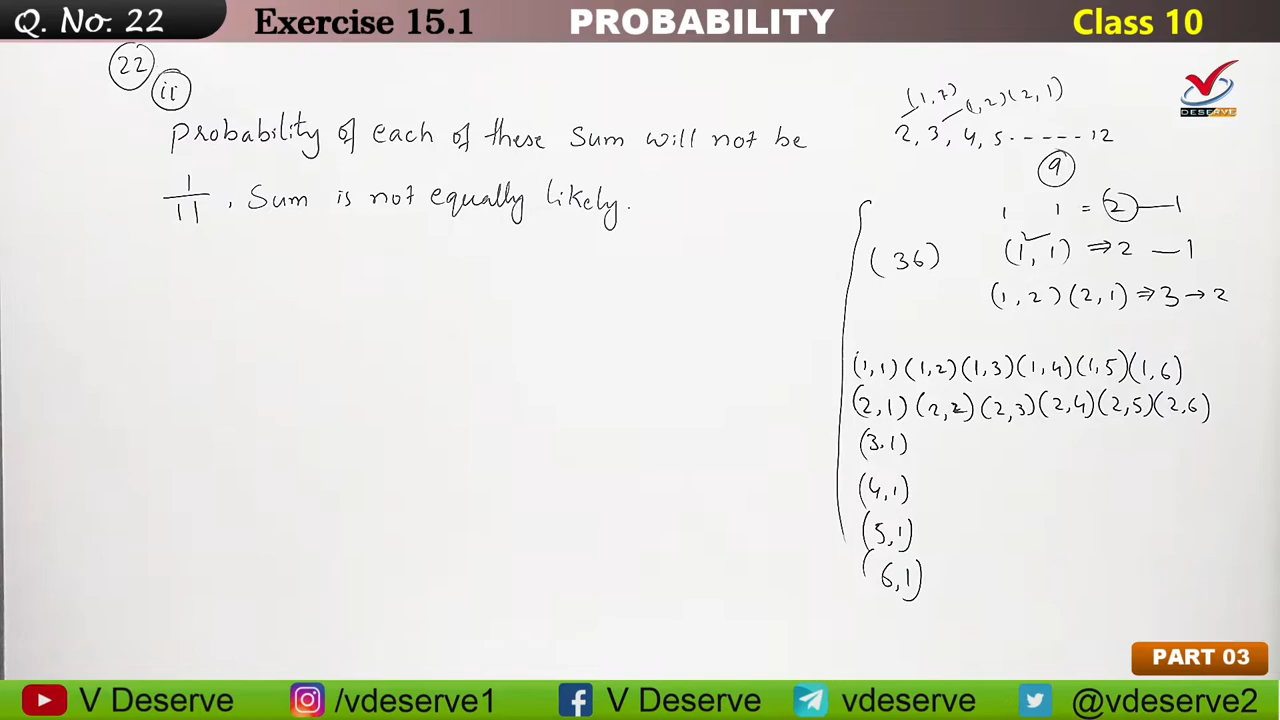 Q. No. 22 Exercise 15.1 PROBABILITY Class 10
22
ii
Probability of each of these Sum will not be
1/11 . Sum is not equally likely.
DESERVE
(1,2)(2,1)
2, 3, 4, 5 ------ 12
9
1 1 = 2 — 1
(36) (1,1) ⇒ 2 — 1
(1,2)(2,1) ⇒ 3 → 2
(1,1)(1,2)(1,3)(1,4)(1,5)(1,6)
(2,1)(2,2)(2,3)(2,4)(2,5)(2,6)
(3,1)
(4,1)
(5,1)
(6,1)
PART 03
V Deserve /vdeserve1 V Deserve vdeserve @vdeserve2